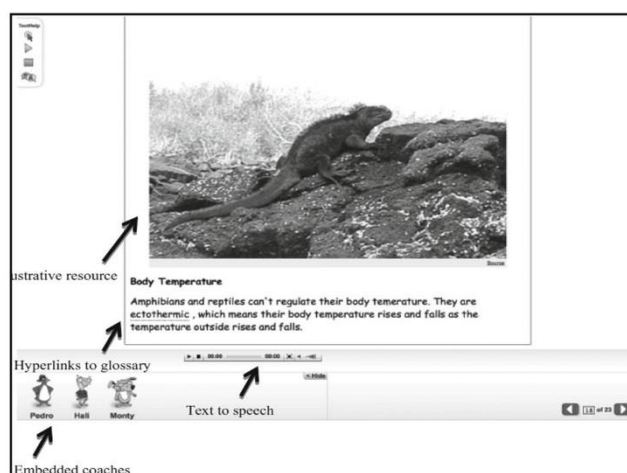 TextHelp
Source
ustrative resource
Body Temperature
Amphibians and reptiles can't regulate their body temerature. They are
ectothermic , which means their body temperature rises and falls as the
temperature outside rises and falls.
Hyperlinks to glossary
00:00 00:00
< Hide
Text to speech
Pedro Hali Monty
18 of 23
Embedded coaches